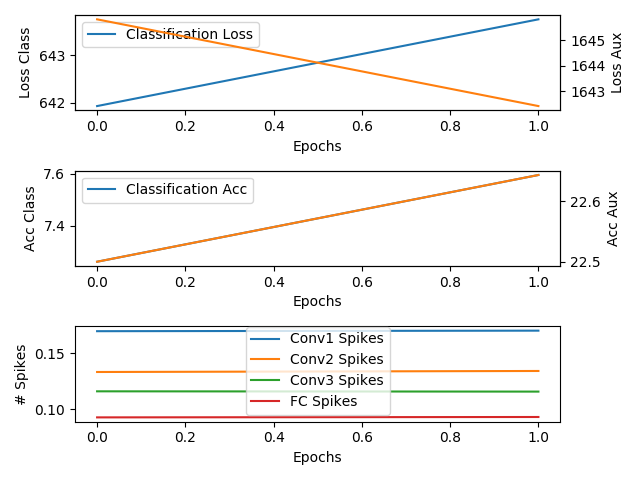 Loss Class
643
642
Classification Loss
1645
1644
1643
Loss Aux
0.0 0.2 0.4 0.6 0.8 1.0
Epochs
Acc Class
7.6
7.4
Classification Acc
22.6
22.5
Acc Aux
0.0 0.2 0.4 0.6 0.8 1.0
Epochs
# Spikes
0.15
0.10
Conv1 Spikes
Conv2 Spikes
Conv3 Spikes
FC Spikes
0.0 0.2 0.4 0.6 0.8 1.0
Epochs